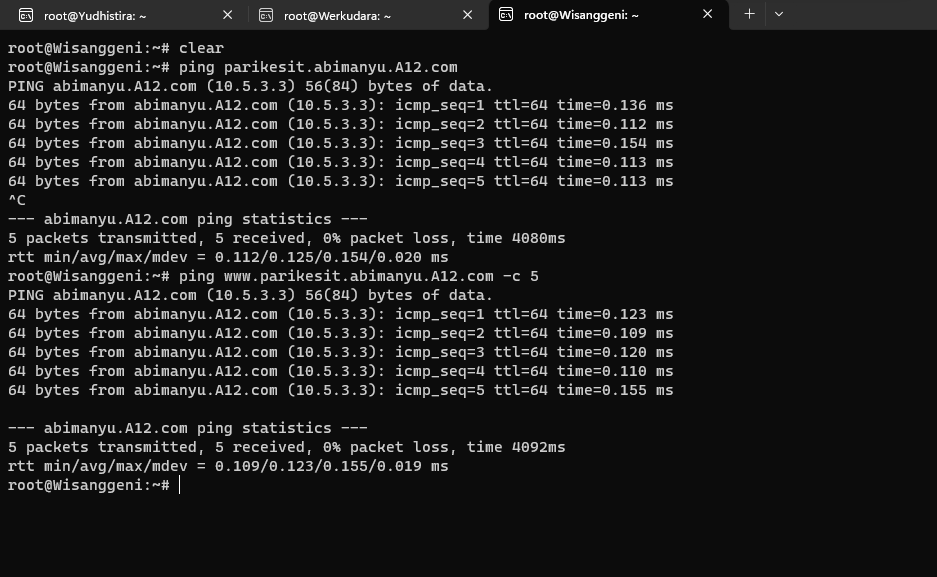 root@Yudhistira: ~
root@Werkudara: ~
root@Wisanggeni: ~
root@Wisanggeni:~# clear
root@Wisanggeni:~# ping parikesit.abimanyu.A12.com
PING abimanyu.A12.com (10.5.3.3) 56(84) bytes of data.
64 bytes from abimanyu.A12.com (10.5.3.3): icmp_seq=1 ttl=64 time=0.136 ms
64 bytes from abimanyu.A12.com (10.5.3.3): icmp_seq=2 ttl=64 time=0.112 ms
64 bytes from abimanyu.A12.com (10.5.3.3): icmp_seq=3 ttl=64 time=0.154 ms
64 bytes from abimanyu.A12.com (10.5.3.3): icmp_seq=4 ttl=64 time=0.113 ms
64 bytes from abimanyu.A12.com (10.5.3.3): icmp_seq=5 ttl=64 time=0.113 ms
^C
--- abimanyu.A12.com ping statistics ---
5 packets transmitted, 5 received, 0% packet loss, time 4080ms
rtt min/avg/max/mdev = 0.112/0.125/0.154/0.020 ms
root@Wisanggeni:~# ping www.parikesit.abimanyu.A12.com -c 5
PING abimanyu.A12.com (10.5.3.3) 56(84) bytes of data.
64 bytes from abimanyu.A12.com (10.5.3.3): icmp_seq=1 ttl=64 time=0.123 ms
64 bytes from abimanyu.A12.com (10.5.3.3): icmp_seq=2 ttl=64 time=0.109 ms
64 bytes from abimanyu.A12.com (10.5.3.3): icmp_seq=3 ttl=64 time=0.120 ms
64 bytes from abimanyu.A12.com (10.5.3.3): icmp_seq=4 ttl=64 time=0.110 ms
64 bytes from abimanyu.A12.com (10.5.3.3): icmp_seq=5 ttl=64 time=0.155 ms
--- abimanyu.A12.com ping statistics ---
5 packets transmitted, 5 received, 0% packet loss, time 4092ms
rtt min/avg/max/mdev = 0.109/0.123/0.155/0.019 ms
root@Wisanggeni:~#